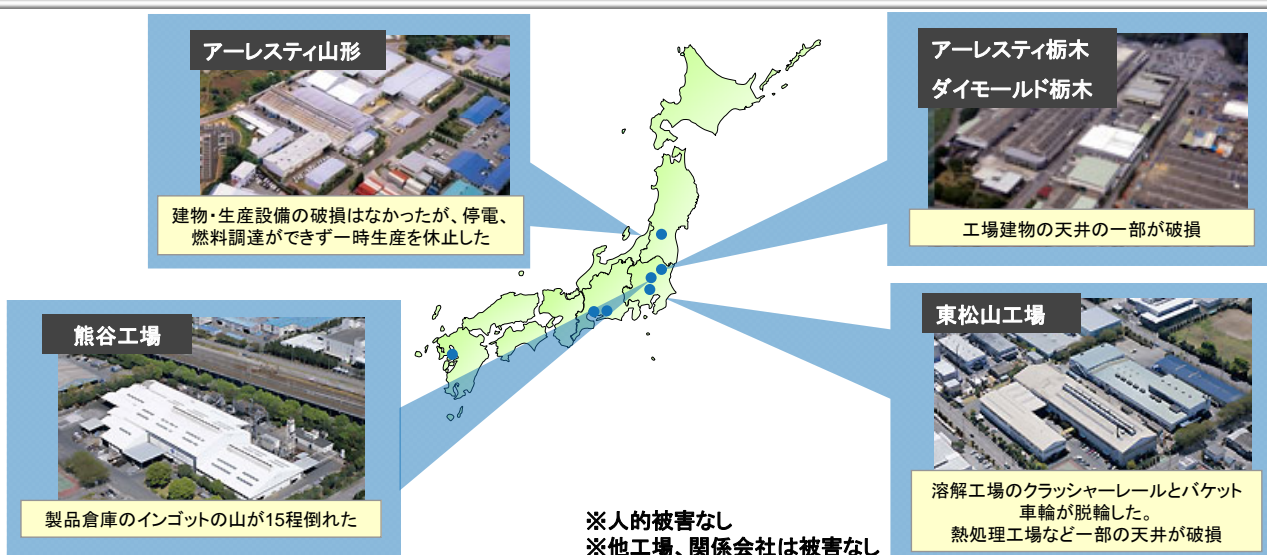 アーレスティ山形
建物・生産設備の破損はなかったが、停電、
燃料調達ができず一時生産を休止した
アーレスティ栃木
ダイモールド栃木
工場建物の天井の一部が破損
熊谷工場
製品倉庫のインゴットの山が15程倒れた
東松山工場
溶解工場のクラッシャーレールとバケット
車輪が脱輪した。
熱処理工場など一部の天井が破損
※人的被害なし
※他工場、関係会社は被害なし